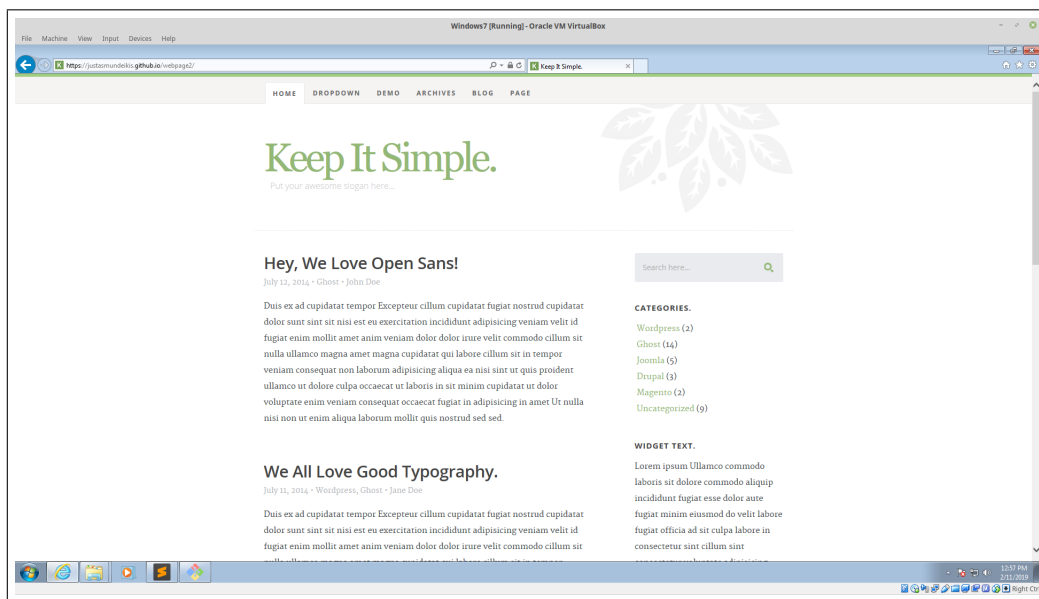 Windows7 [Running] - Oracle VM VirtualBox
File Machine View Input Devices Help
https://justasmundeikis.github.io/webpage2/
Keep It Simple.
HOME DROPDOWN DEMO ARCHIVES BLOG PAGE
Keep It Simple.
Put your awesome slogan here...
Hey, We Love Open Sans!
July 12, 2014 • Ghost • John Doe
Duis ex ad cupidatat tempor Excepteur cillum cupidatat fugiat nostrud cupidatat
dolor sunt sint sit nisi est eu exercitation incididunt adipisicing veniam velit id
fugiat enim mollit amet anim veniam dolor dolor irure velit commodo cillum sit
nulla ullamco magna amet magna cupidatat qui labore cillum sit in tempor
veniam consequat non laborum adipisicing aliqua ea nisi sint ut quis proident
ullamco ut dolore culpa occaecat ut laboris in sit minim cupidatat ut dolor
voluptate enim veniam consequat occaecat fugiat in adipisicing in amet Ut nulla
nisi non ut enim aliqua laborum mollit quis nostrud sed sed.
We All Love Good Typography.
July 11, 2014 • Wordpress, Ghost • Jane Doe
Duis ex ad cupidatat tempor Excepteur cillum cupidatat fugiat nostrud cupidatat
dolor sunt sint sit nisi est eu exercitation incididunt adipisicing veniam velit id
fugiat enim mollit amet anim veniam dolor dolor irure velit commodo cillum sit
Search here...
CATEGORIES.
Wordpress (2)
Ghost (14)
Joomla (5)
Drupal (3)
Magento (2)
Uncategorized (9)
WIDGET TEXT.
Lorem ipsum Ullamco commodo
laboris sit dolore commodo aliquip
incididunt fugiat esse dolor aute
fugiat minim eiusmod do velit labore
fugiat officia ad sit culpa labore in
consectetur sint cillum sint
12:57 PM
2/11/2019
Right Ctrl